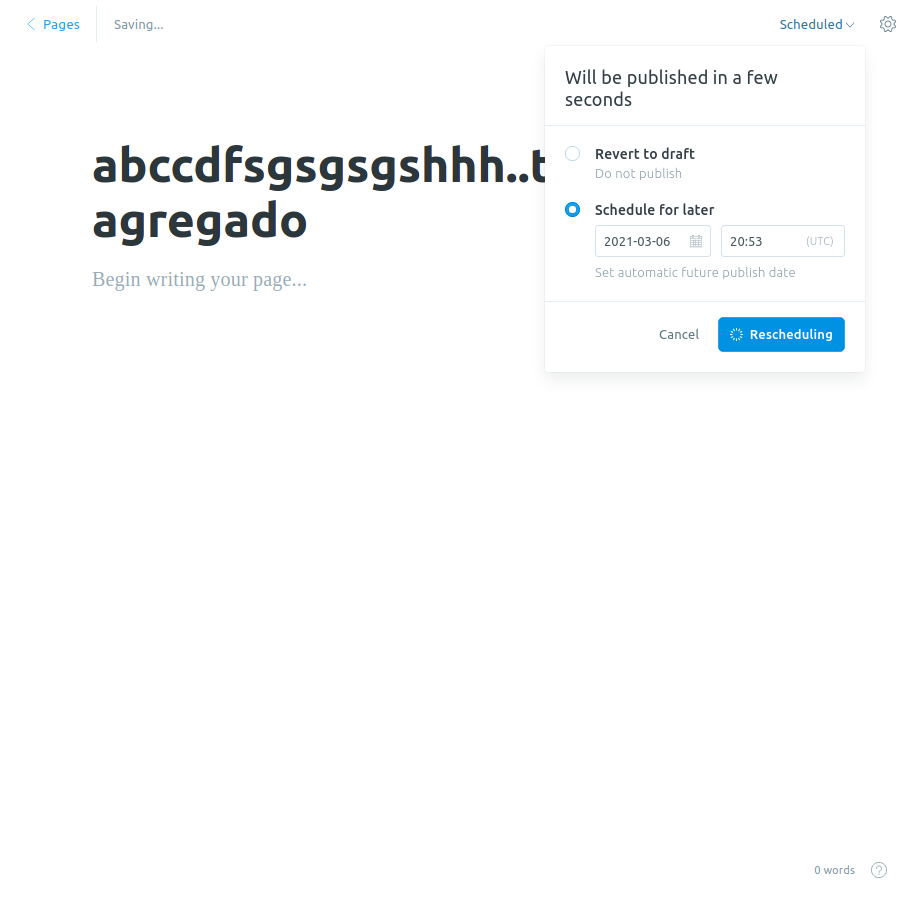 Pages
Saving...
Scheduled
Will be published in a few
seconds
abccdfsgsgsgshhh..
agregado
Begin writing your page...
Revert to draft
Do not publish
Schedule for later
2021-03-06
20:53
(UTC)
Set automatic future publish date
Cancel
Rescheduling
0 words
?